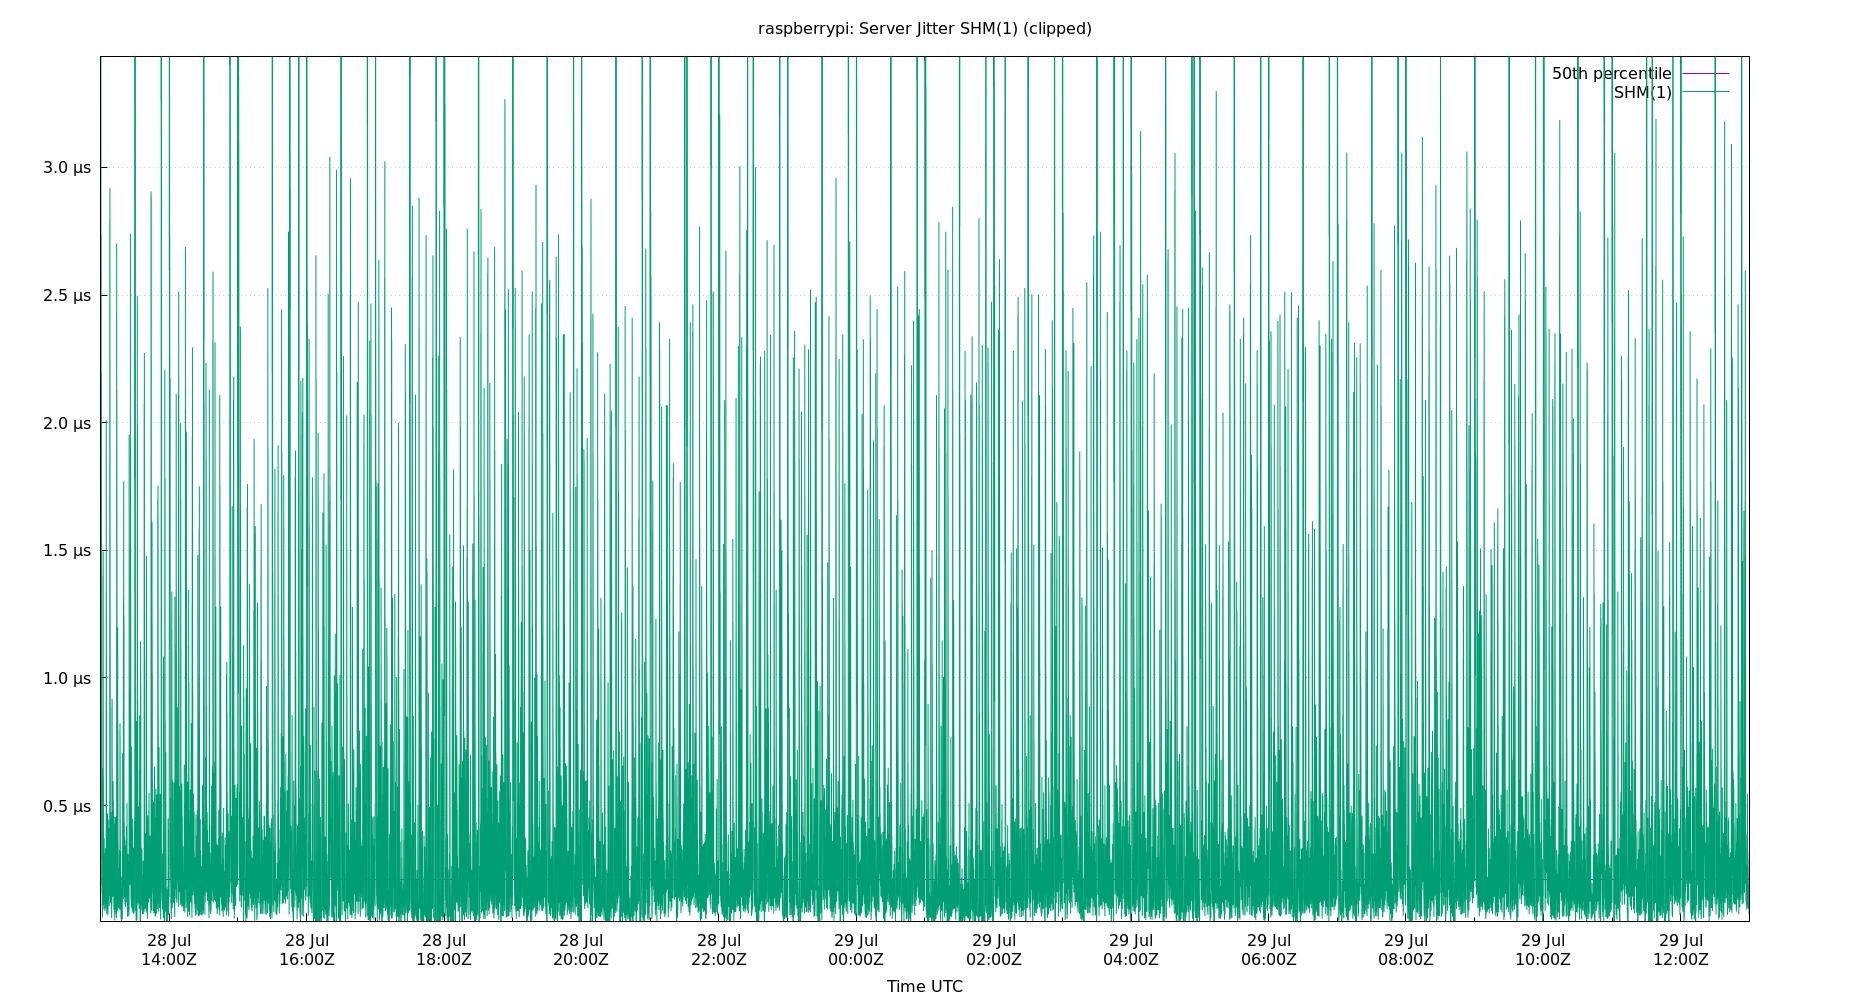 raspberrypi: Server Jitter SHM(1) (clipped)
50th percentile
SHM(1)
3.0 µs
2.5 µs
2.0 µs
1.5 µs
1.0 µs
0.5 µs
28 Jul 28 Jul 28 Jul 28 Jul 28 Jul 29 Jul 29 Jul 29 Jul 29 Jul 29 Jul 29 Jul 29 Jul
14:00Z 16:00Z 18:00Z 20:00Z 22:00Z 00:00Z 02:00Z 04:00Z 06:00Z 08:00Z 10:00Z 12:00Z
Time UTC